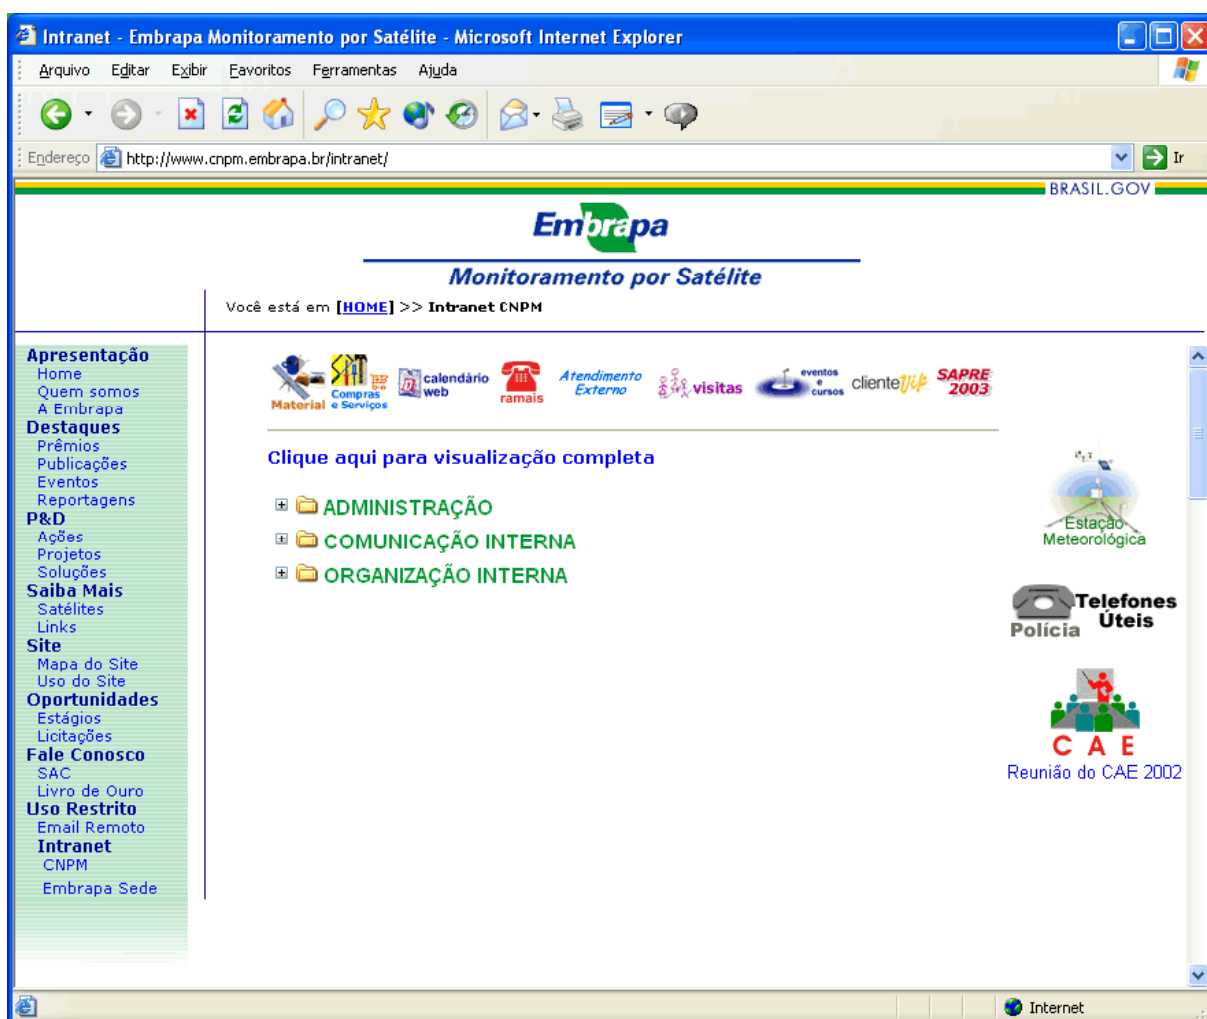 Intranet - Embrapa Monitoramento por Satélite - Microsoft Internet Explorer
Arquivo Editar Exibir Favoritos Ferramentas Ajuda
Endereço http://www.cnpm.embrapa.br/intranet/ Ir
BRASIL.GOV
Embrapa
Monitoramento por Satélite
Você está em [HOME] >> Intranet CNPM
Apresentação
Home
Quem somos
A Embrapa
Destaques
Prêmios
Publicações
Eventos
Reportagens
P&D
Ações
Projetos
Soluções
Saiba Mais
Satélites
Links
Site
Mapa do Site
Uso do Site
Oportunidades
Estágios
Licitações
Fale Conosco
SAC
Livro de Ouro
Uso Restrito
Email Remoto
Intranet
CNPM
Embrapa Sede
Material
Compras
e Serviços
calendário
web
ramais
Atendimento
Externo
visitas
eventos
e
cursos
cliente Vip
SAPRE
2003
Clique aqui para visualização completa
ADMINISTRAÇÃO
COMUNICAÇÃO INTERNA
ORGANIZAÇÃO INTERNA
Estação
Meteorológica
Telefones
Úteis
Polícia
CAE
Reunião do CAE 2002
Internet